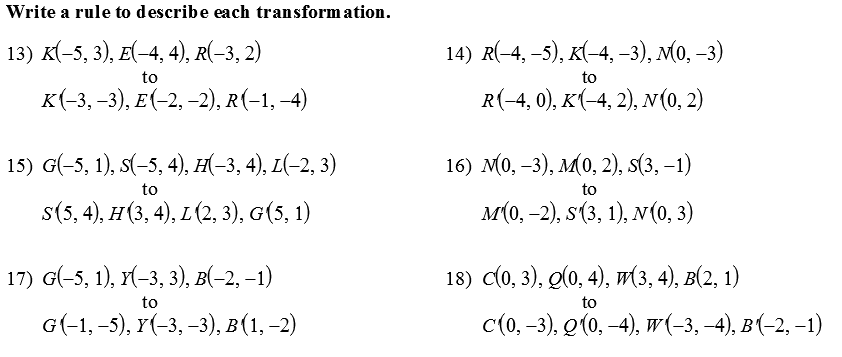 Write a rule to describe each transformation.
13) K(−5, 3), E(−4, 4), R(−3, 2)
to
K'(−3, −3), E'(−2, −2), R'(−1, −4)
14) R(−4, −5), K(−4, −3), N(0, −3)
to
R'(−4, 0), K'(−4, 2), N'(0, 2)
15) G(−5, 1), S(−5, 4), H(−3, 4), L(−2, 3)
to
S'(5, 4), H'(3, 4), L'(2, 3), G'(5, 1)
16) N(0, −3), M(0, 2), S(3, −1)
to
M'(0, −2), S'(3, 1), N'(0, 3)
17) G(−5, 1), Y(−3, 3), B(−2, −1)
to
G'(−1, −5), Y'(−3, −3), B'(1, −2)
18) C(0, 3), Q(0, 4), W(3, 4), B(2, 1)
to
C'(0, −3), Q'(0, −4), W'(−3, −4), B'(−2, −1)